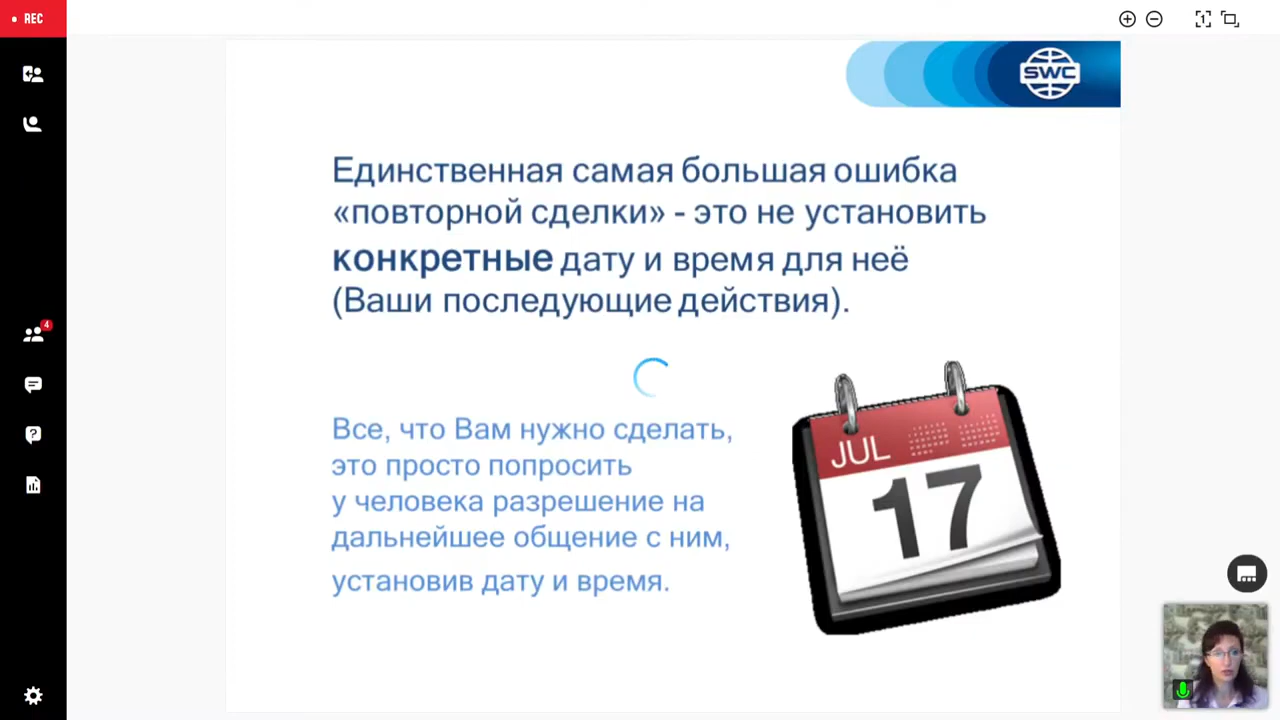 REC
1
SWC
Единственная самая большая ошибка
«повторной сделки» - это не установить
конкретные дату и время для неё
(Ваши последующие действия).
4
Все, что Вам нужно сделать,
это просто попросить
у человека разрешение на
дальнейшее общение с ним,
установив дату и время.
JUL
17